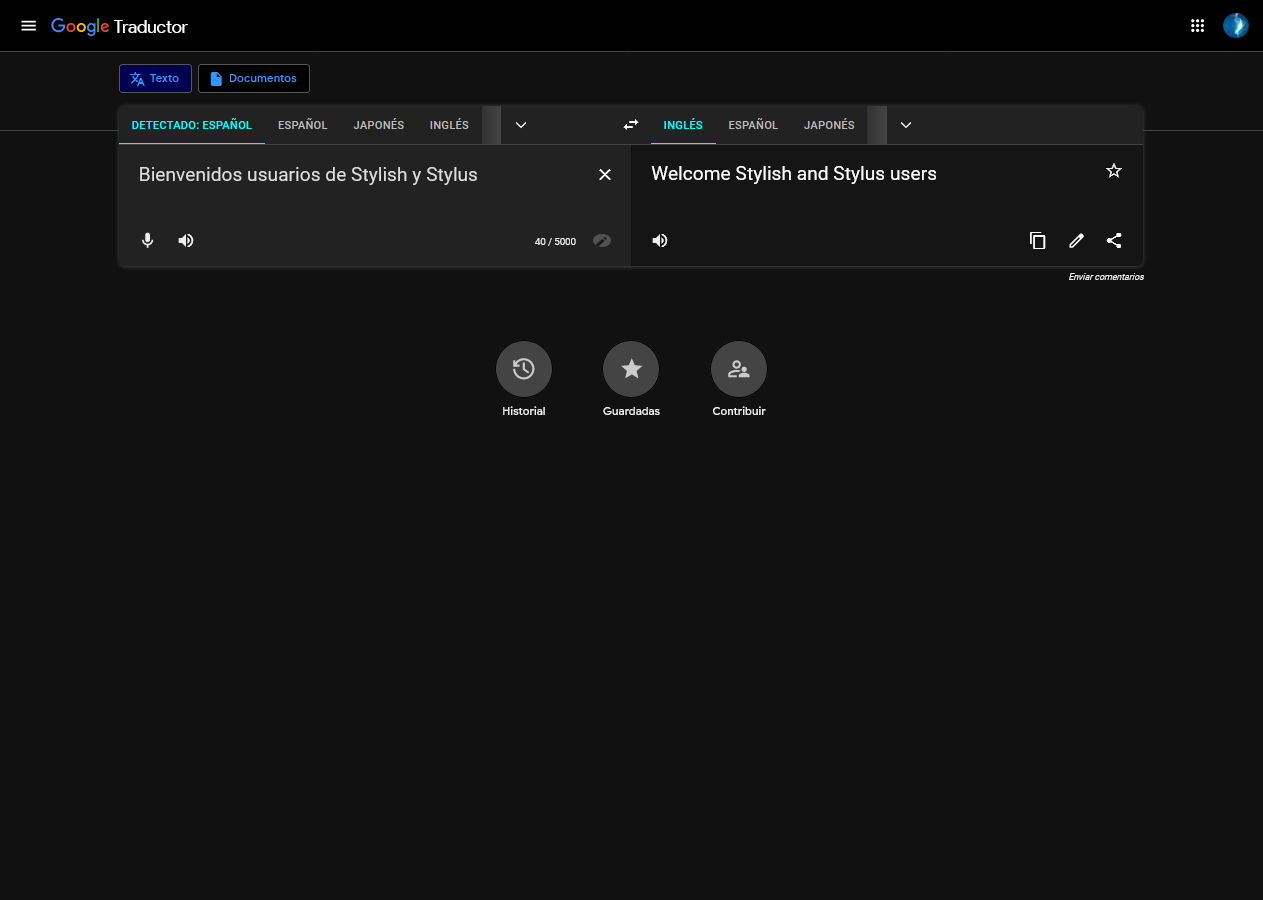 Google Traductor
Texto Documentos
DETECTADO: ESPAÑOL ESPAÑOL JAPONÉS INGLÉS INGLÉS ESPAÑOL JAPONÉS
Bienvenidos usuarios de Stylish y Stylus
Welcome Stylish and Stylus users
40 / 5000
Enviar comentarios
Historial Guardadas Contribuir